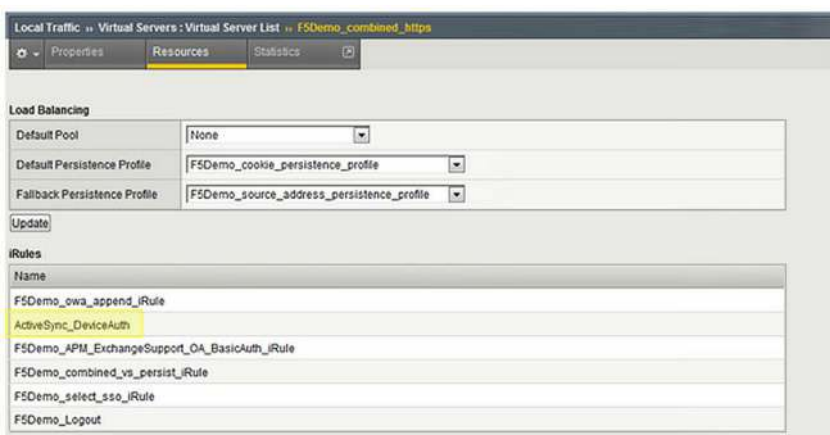 Local Traffic » Virtual Servers : Virtual Server List » F5Demo_combined_https
Properties Resources Statistics
Load Balancing
Default Pool None
Default Persistence Profile F5Demo_cookie_persistence_profile
Fallback Persistence Profile F5Demo_source_address_persistence_profile
Update
iRules
Name
F5Demo_owa_append_iRule
ActiveSync_DeviceAuth
F5Demo_APM_ExchangeSupport_OA_BasicAuth_iRule
F5Demo_combined_vs_persist_iRule
F5Demo_select_sso_iRule
F5Demo_Logout